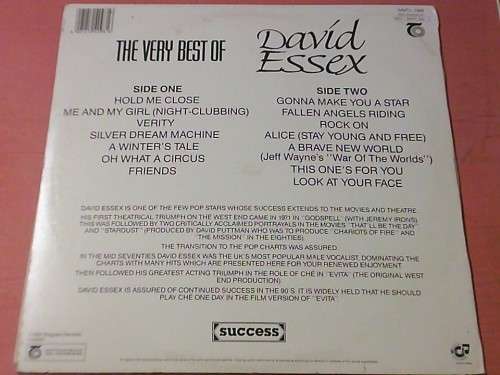 THE VERY BEST OF
David Essex
SIDE ONE
HOLD ME CLOSE
ME AND MY GIRL (NIGHT-CLUBBING)
VERITY
SILVER DREAM MACHINE
A WINTER'S TALE
OH WHAT A CIRCUS
FRIENDS
SIDE TWO
GONNA MAKE YOU A STAR
FALLEN ANGELS RIDING
ROCK ON
ALICE (STAY YOUNG AND FREE)
A BRAVE NEW WORLD
(Jeff Wayne's "War Of The Worlds")
THIS ONE'S FOR YOU
LOOK AT YOUR FACE
DAVID ESSEX IS ONE OF THE FEW POP STARS WHOSE SUCCESS EXTENDS TO THE MOVIES AND THEATRE.
HIS FIRST THEATRICAL TRIUMPH ON THE WEST END CAME IN 1971 IN "GODSPELL" (WITH JEREMY IRONS)
THIS WAS FOLLOWED BY TWO CRITICALLY ACCLAIMED PORTRAYALS IN THE MOVIES "THAT'LL BE THE DAY"
AND "STARDUST" (PRODUCED BY DAVID PUTTMAN WHO WAS TO PRODUCE "CHARIOTS OF FIRE" AND
"THE MISSION" IN THE EIGHTIES)
THE TRANSITION TO THE POP CHARTS WAS ASSURED.
IN THE MID SEVENTIES DAVID ESSEX WAS THE UK'S MOST POPULAR MALE VOCALIST, DOMINATING THE
CHARTS WITH MANY HITS WHICH ARE PRESENTED HERE FOR YOUR RENEWED ENJOYMENT
THEN FOLLOWED HIS GREATEST ACTING TRIUMPH IN THE ROLE OF CHÉ IN "EVITA" (THE ORIGINAL WEST
END PRODUCTION).
DAVID ESSEX IS ASSURED OF CONTINUED SUCCESS IN THE 90'S. IT IS WIDELY HELD THAT HE SHOULD
PLAY CHÉ ONE DAY IN THE FILM VERSION OF "EVITA".
success